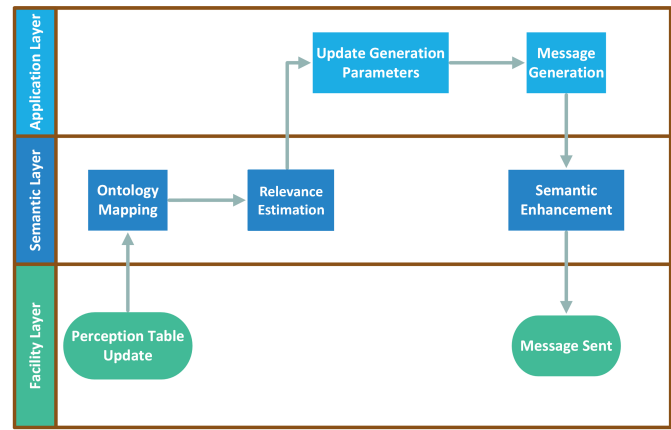 Application Layer
Update Generation
Parameters
Message
Generation
Semantic Layer
Ontology
Mapping
Relevance
Estimation
Semantic
Enhancement
Facility Layer
Perception Table
Update
Message Sent